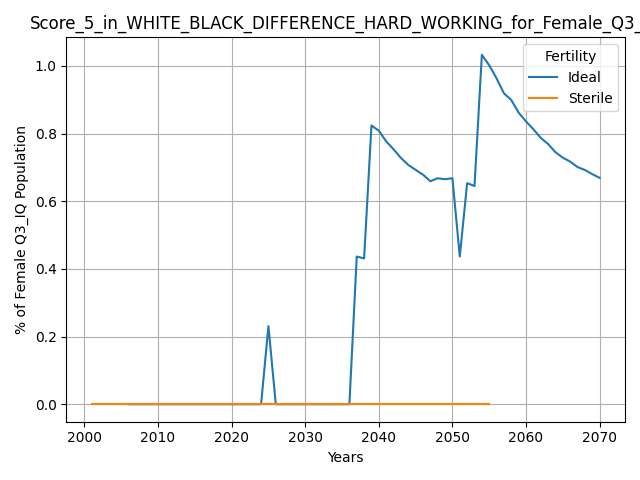 Score_5_in_WHITE_BLACK_DIFFERENCE_HARD_WORKING_for_Female_Q3_
Fertility
Ideal
Sterile
% of Female Q3_IQ Population
1.0
0.8
0.6
0.4
0.2
0.0
2000 2010 2020 2030 2040 2050 2060 2070
Years